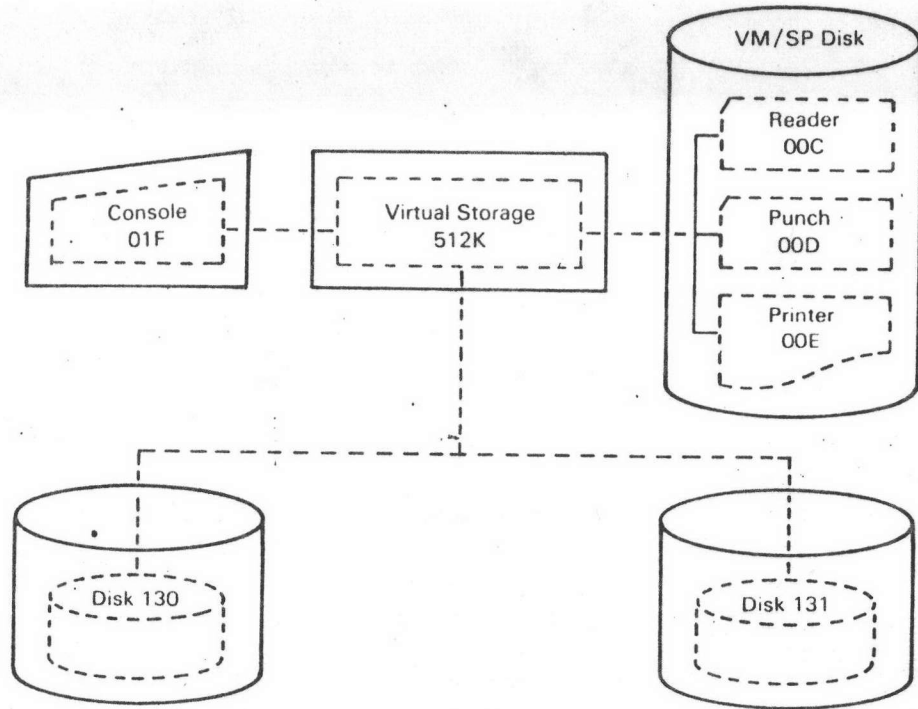 VM/SP Disk
Reader
00C
Console
01F
Virtual Storage
512K
Punch
00D
Printer
00E
Disk 130
Disk 131